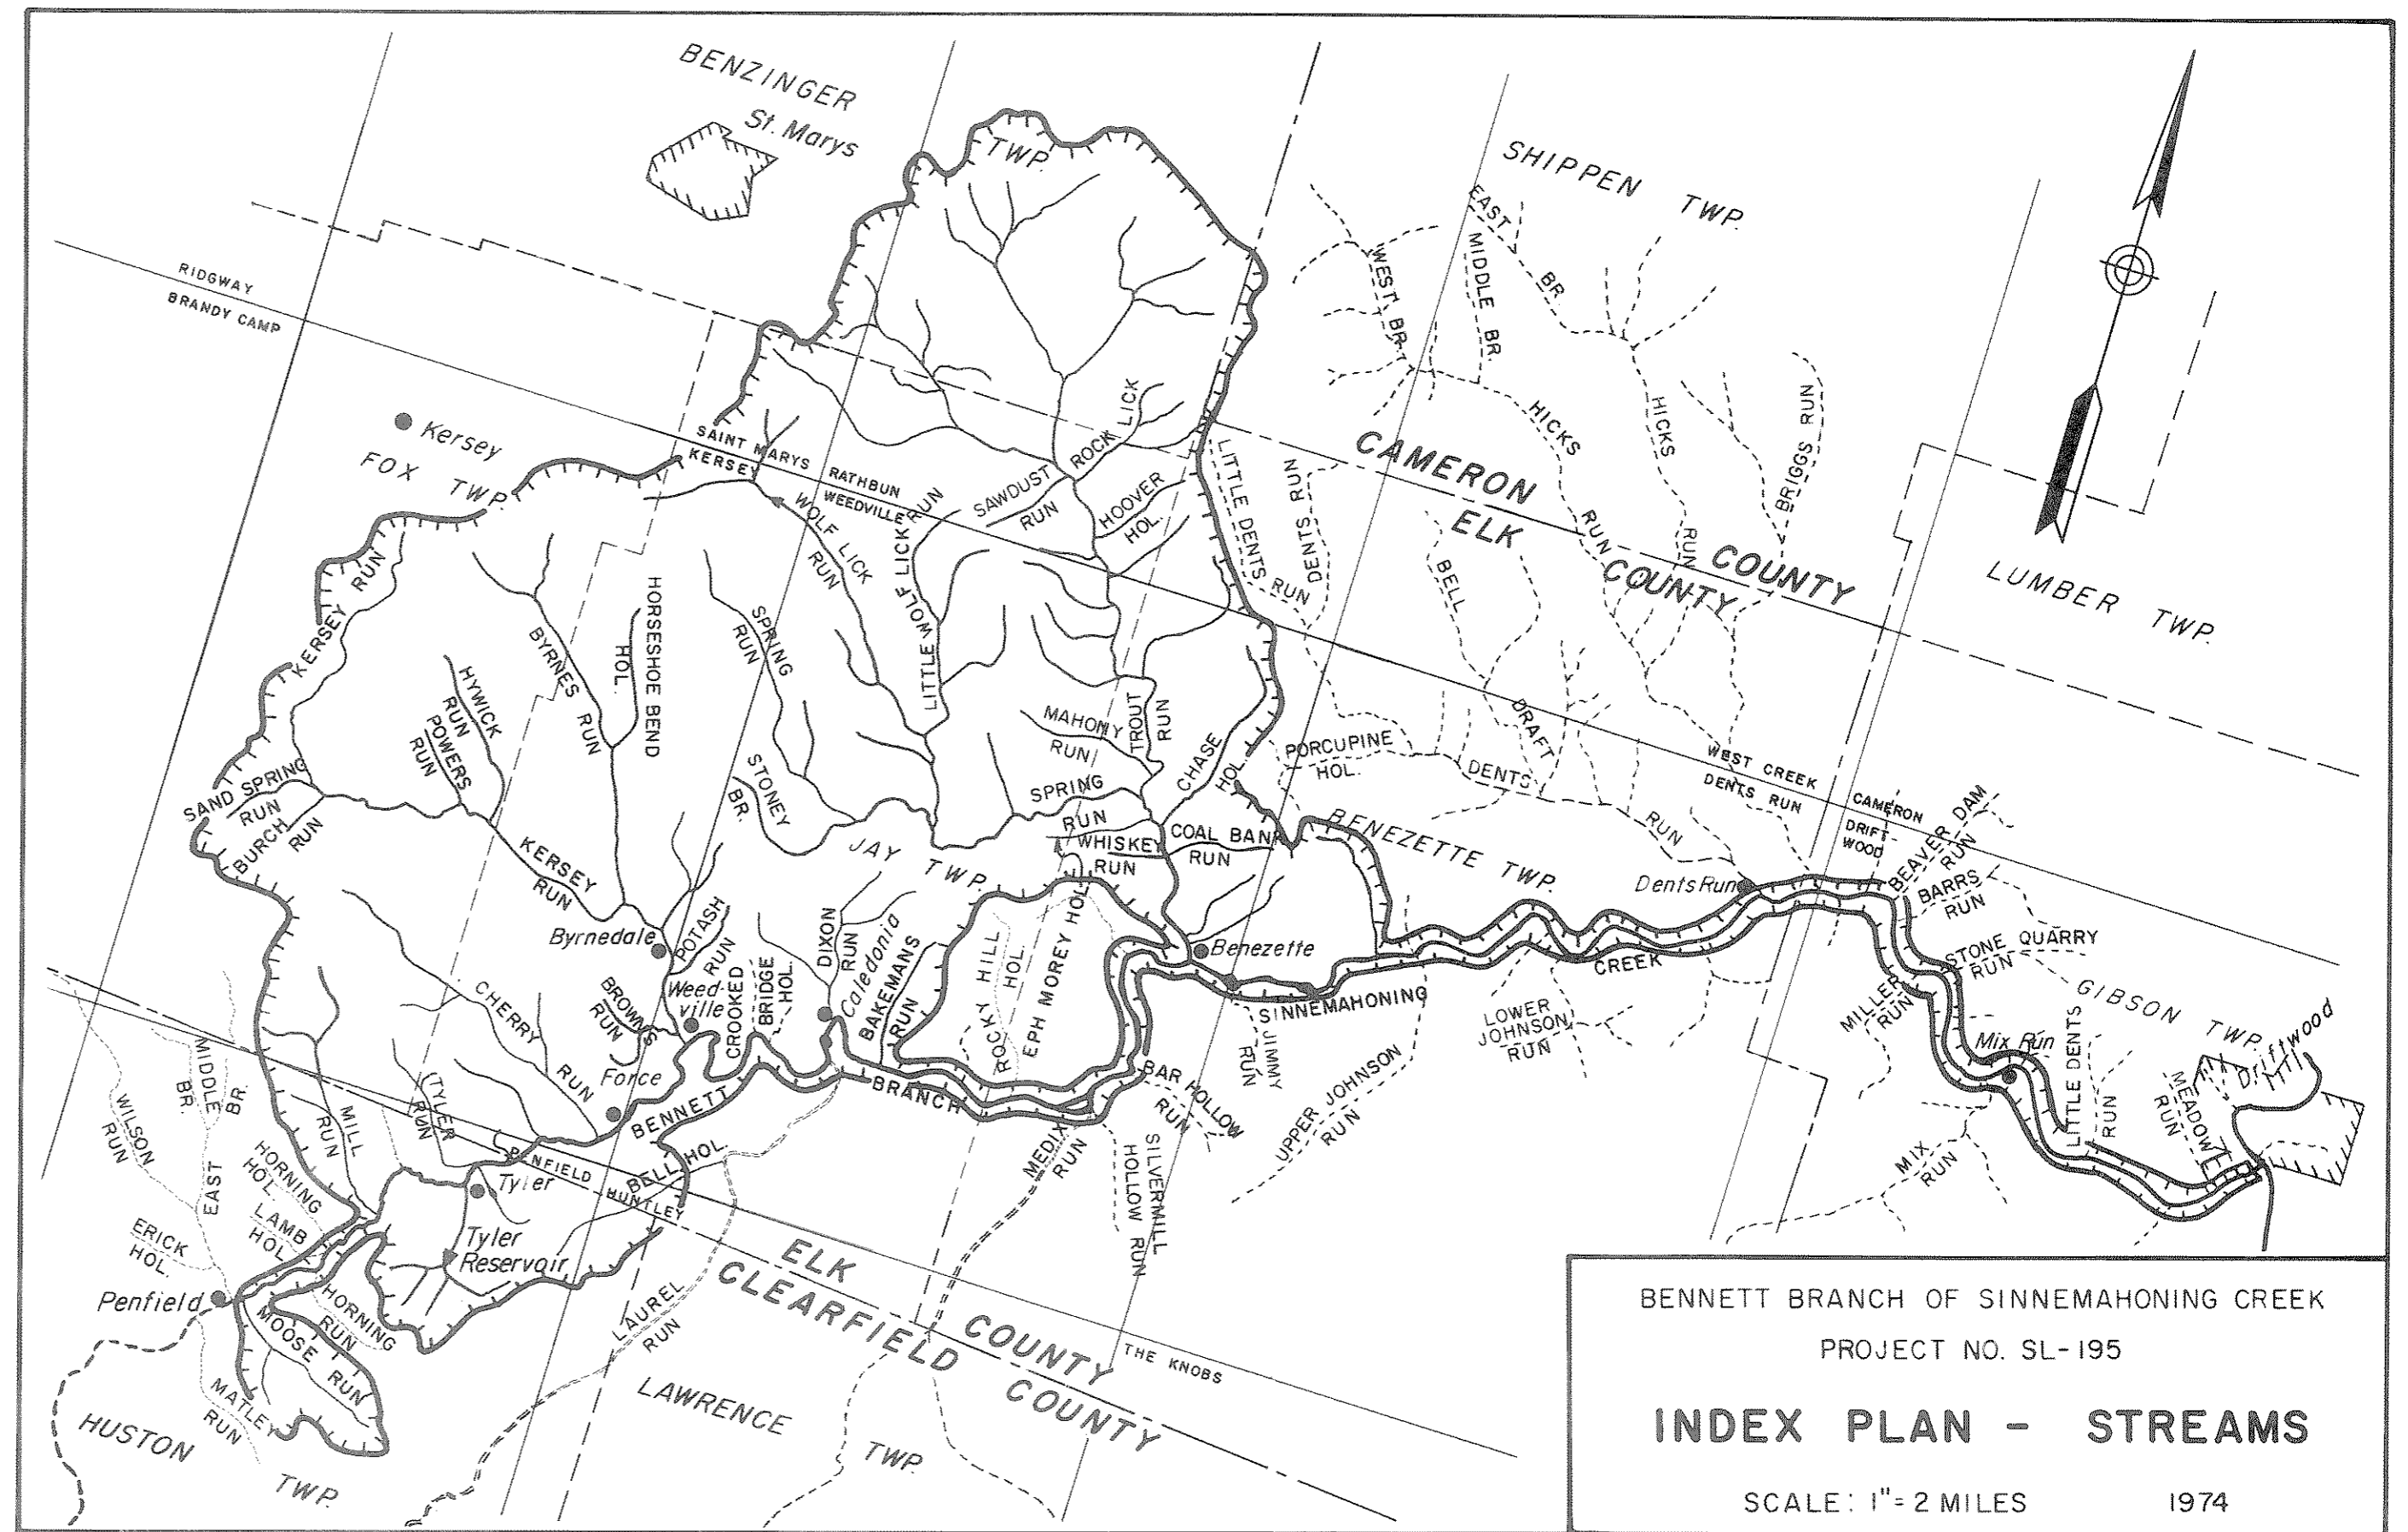 BENZINGER
St. Marys
TWP.
SHIPPEN TWP.
RIDGWAY
BRANDY CAMP
EAST BR.
MIDDLE BR.
WEST BR.
HICKS RUN
HICKS RUN
BRIGGS RUN
Kersey
FOX TWP.
SAINT MARYS
KERSEY
RATHBUN
WEEDVILLE
ROCK LICK
SAWDUST
RUN
HOOVER
HOL.
LITTLE DENTS RUN
DENTS RUN
CAMERON COUNTY
ELK COUNTY
LUMBER TWP.
WOLF LICK
RUN
LITTLE WOLF LICK RUN
KERSEY RUN
HORSESHOE BEND
HOL.
BYRNES RUN
SPRING
RUN
BELL
DRAFT
HYWICK
RUN
POWERS
RUN
MAHONY
RUN
TROUT
RUN
CHASE
HOL.
PORCUPINE
HOL.
DENTS RUN
WEST CREEK
DENTS RUN
CAMERON
DRIFT-
WOOD
SAND SPRING
RUN
BURCH
RUN
STONEY
BR.
SPRING
RUN
WHISKEY
RUN
COAL BANK
RUN
JAY TWP.
BENEZETTE TWP.
KERSEY
RUN
Dents Run
BEAVER DAM
RUN
BARRS
RUN
STONE QUARRY
RUN
Byrnedale
POTASH
RUN
Weed-
ville
CROOKED
BRIDGE
HOL.
DIXON
RUN
Caledonia
BAKEMANS
RUN
ROCKY HILL
HOL
EPH MOREY HOL.
Benezette
BROWNS
RUN
CHERRY RUN
Force
BENNETT BRANCH SINNEMAHONING CREEK
MILLER
RUN
GIBSON TWP.
Mix Run
Driftwood
LITTLE DENTS
RUN
MEADOW
RUN
MIX
RUN
LOWER
JOHNSON
RUN
UPPER JOHNSON
RUN
JIMMY
RUN
BAR HOLLOW
RUN
SILVERMILL
HOLLOW RUN
MEDIX
RUN
MIDDLE
BR.
EAST BR.
WILSON
RUN
TYLER
RUN
MILL
RUN
HORNING
HOL.
LAMB
HOL.
ERICK
HOL.
PENFIELD
HUNTLEY
BELL HOL.
Tyler
Tyler
Reservoir
Penfield
HORMING
RUN
MOOSE RUN
MATLEY
RUN
LAUREL
RUN
ELK COUNTY
CLEARFIELD COUNTY
THE KNOBS
HUSTON TWP.
LAWRENCE TWP.
BENNETT BRANCH OF SINNEMAHONING CREEK
PROJECT NO. SL-195
INDEX PLAN - STREAMS
SCALE: 1"= 2 MILES 1974